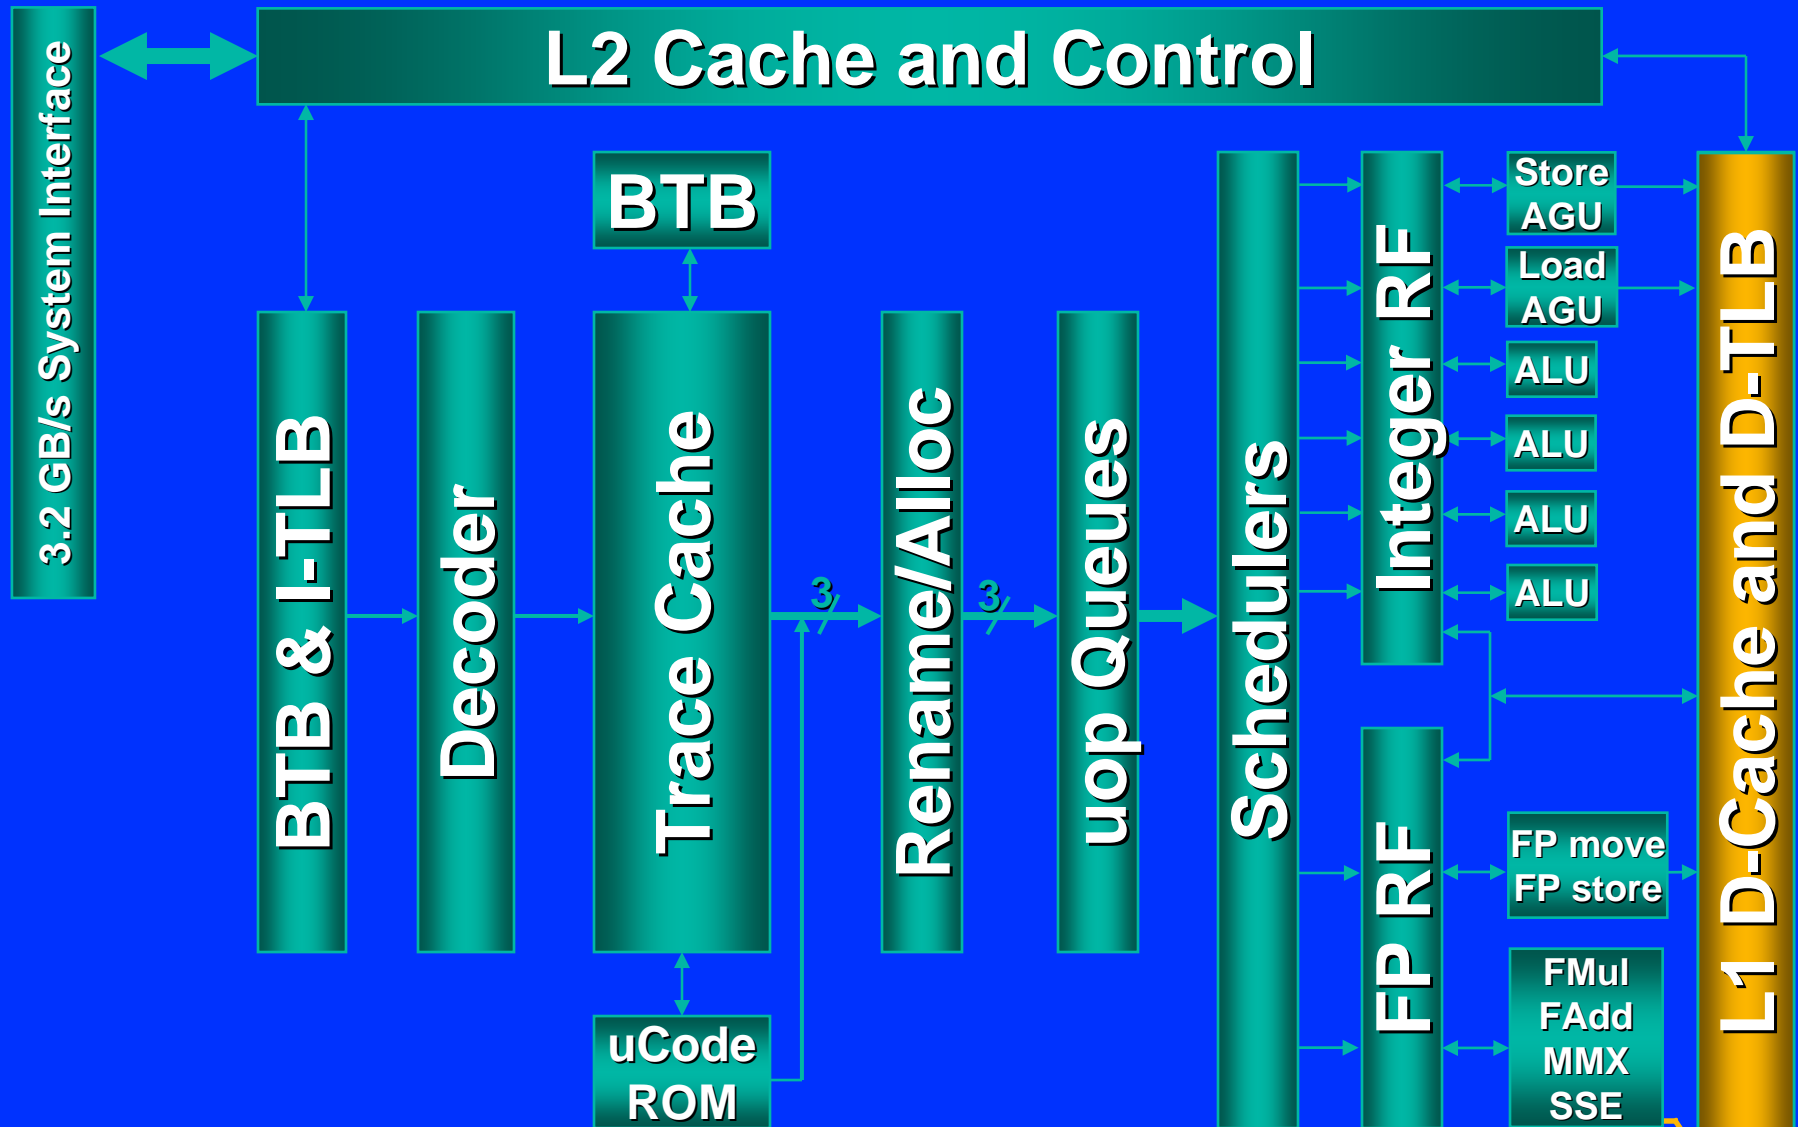 L2 Cache and Control
3.2 GB/s System Interface
BTB
BTB & I-TLB
Decoder
Trace Cache
3
Rename/Alloc
3
uop Queues
Schedulers
Integer RF
Store
AGU
Load
AGU
ALU
ALU
ALU
ALU
L1 D-Cache and D-TLB
FP RF
FP move
FP store
FMul
FAdd
MMX
SSE
uCode
ROM